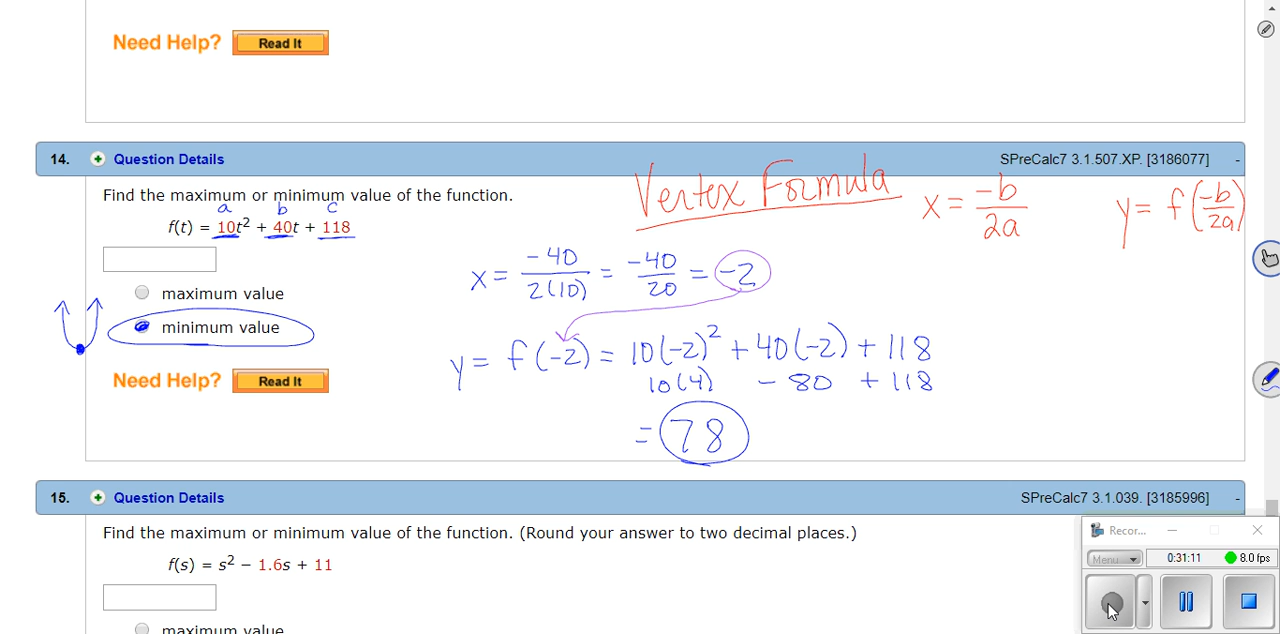 Need Help? Read It
14. + Question Details SPreCalc7 3.1.507.XP. [3186077] -
Find the maximum or minimum value of the function.
a b c
f(t) = 10t² + 40t + 118
Vertex Formula x = -b/2a y = f(-b/2a)
x = -40/2(10) = -40/20 = -2
maximum value
minimum value
y = f(-2) = 10(-2)² + 40(-2) + 118
10(4) - 80 + 118
= 78
Need Help? Read It
15. + Question Details SPreCalc7 3.1.039. [3185996] -
Find the maximum or minimum value of the function. (Round your answer to two decimal places.)
f(s) = s² − 1.6s + 11
maximum value
Recor...
Menu 0:31:11 8.0 fps